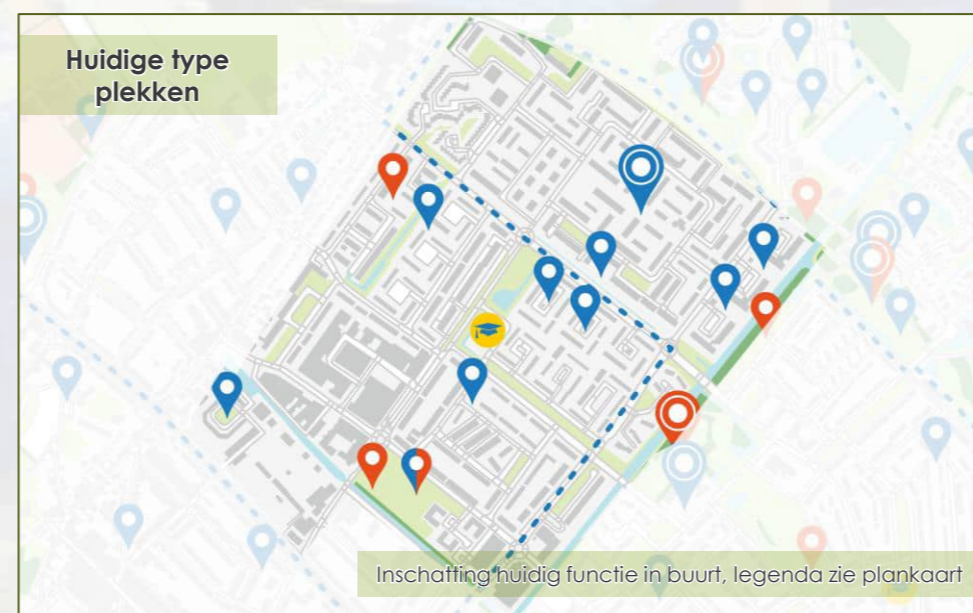 Huidige type
plekken
Inschatting huidig functie in buurt, legenda zie plankaart